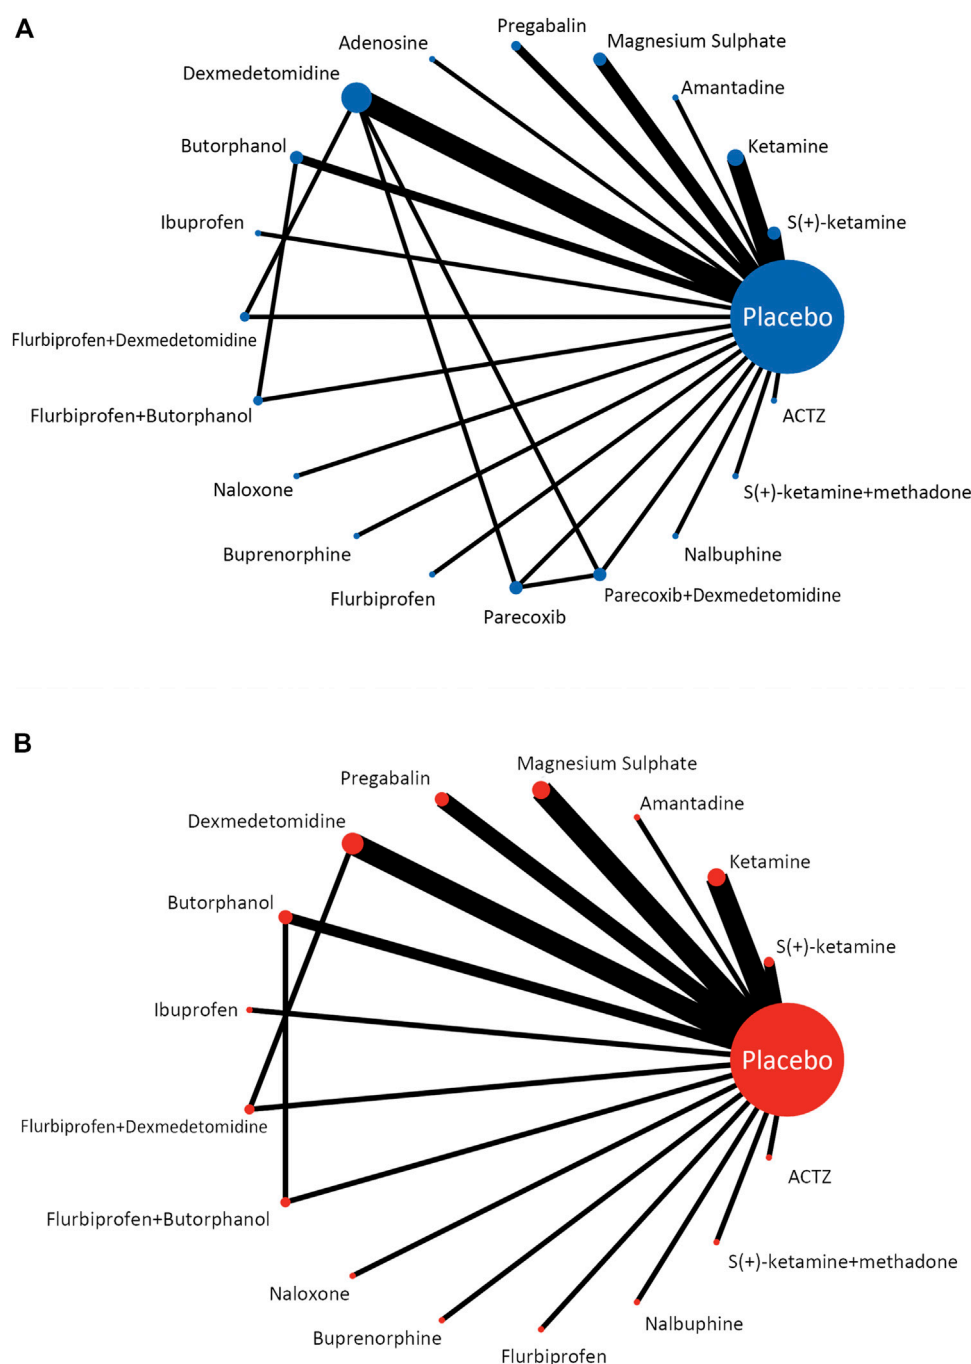 A
Pregabalin
Magnesium Sulphate
Adenosine
Dexmedetomidine
Amantadine
Butorphanol
Ketamine
Ibuprofen
S(+)-ketamine
Placebo
Flurbiprofen+Dexmedetomidine
Flurbiprofen+Butorphanol
ACTZ
Naloxone
S(+)-ketamine+methadone
Buprenorphine
Nalbuphine
Flurbiprofen
Parecoxib+Dexmedetomidine
Parecoxib
B
Magnesium Sulphate
Pregabalin
Amantadine
Dexmedetomidine
Ketamine
Butorphanol
S(+)-ketamine
Ibuprofen
Placebo
Flurbiprofen+Dexmedetomidine
ACTZ
Flurbiprofen+Butorphanol
S(+)-ketamine+methadone
Naloxone
Nalbuphine
Buprenorphine
Flurbiprofen